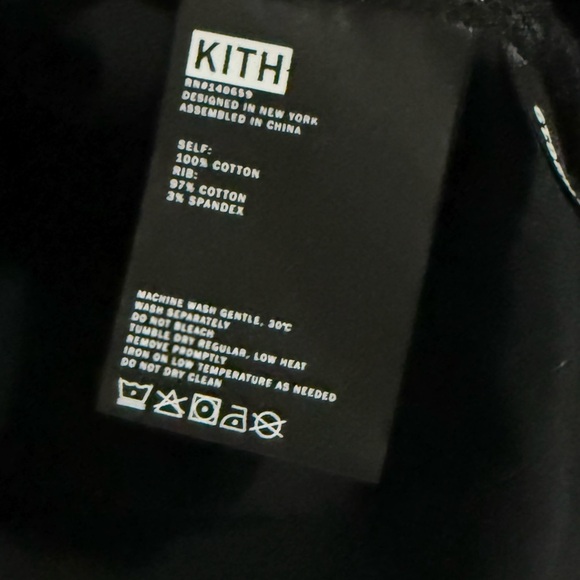 KITH
RN#140659
DESIGNED IN NEW YORK
ASSEMBLED IN CHINA
SELF:
100% COTTON
RIB:
97% COTTON
3% SPANDEX
MACHINE WASH GENTLE, 30°C
WASH SEPARATELY
DO NOT BLEACH
TUMBLE DRY REGULAR, LOW HEAT
REMOVE PROMPTLY
IRON ON LOW TEMPERATURE AS NEEDED
DO NOT DRY CLEAN